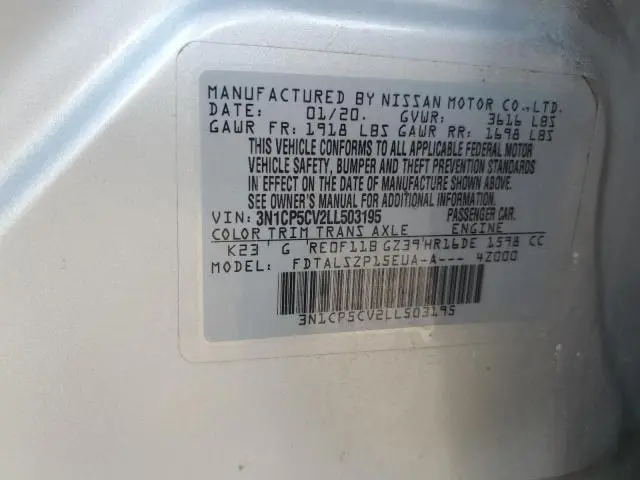 MANUFACTURED BY NISSAN MOTOR CO.,LTD.
DATE: 01/20. GVWR: 3616 LBS
GAWR FR: 1918 LBS GAWR RR: 1698 LBS
THIS VEHICLE CONFORMS TO ALL APPLICABLE FEDERAL MOTOR
VEHICLE SAFETY, BUMPER AND THEFT PREVENTION STANDARDS
IN EFFECT ON THE DATE OF MANUFACTURE SHOWN ABOVE.
SEE OWNER'S MANUAL FOR ADDITIONAL INFORMATION.
VIN: 3N1CP5CV2LL503195 PASSENGER CAR.
COLOR TRIM TRANS AXLE ENGINE
K23 G RE0F11B GZ39 HR16DE 1598 CC
MODEL: FDTALSZP15EUA-A--- 4Z000
3N1CP5CV2LL503195